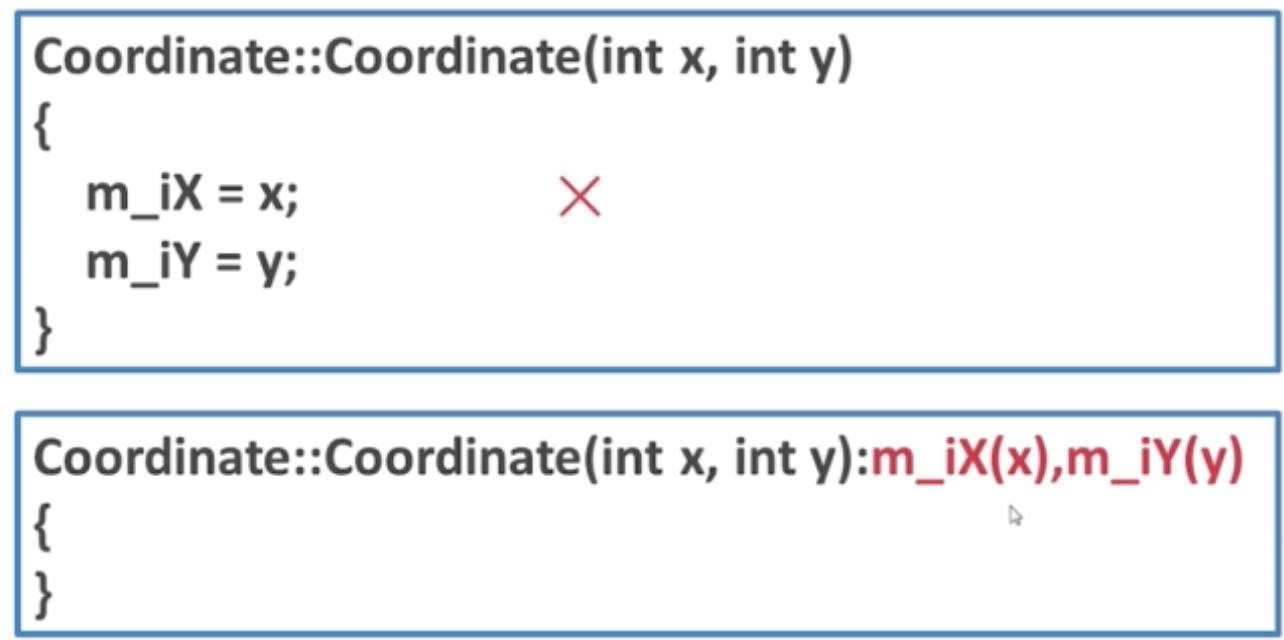 Coordinate::Coordinate(int x, int y)
{
m_iX = x;
m_iY = y;
}
Coordinate::Coordinate(int x, int y):m_iX(x),m_iY(y)
{
}